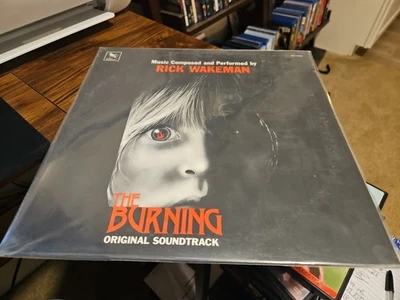 Music Composed and Performed by
RICK WAKEMAN
THE
BURNING
ORIGINAL SOUNDTRACK